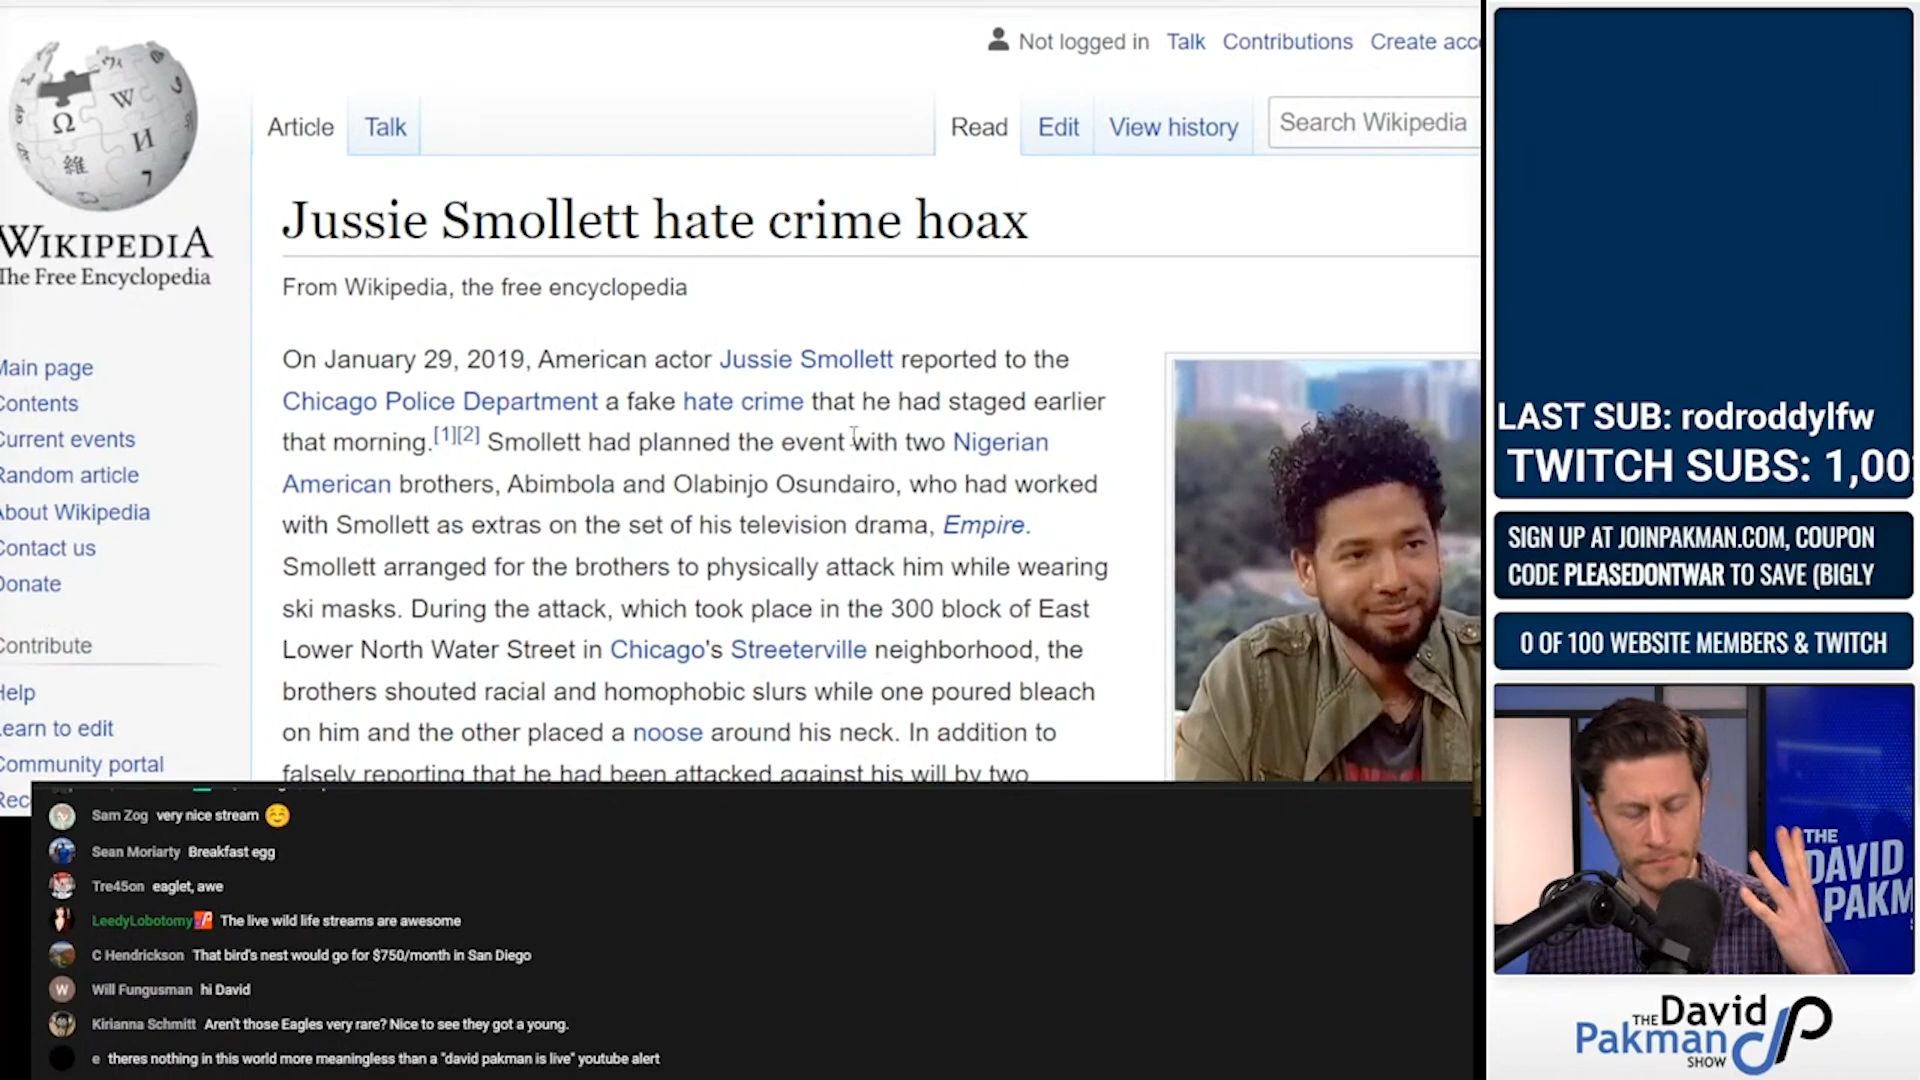 Not logged in Talk Contributions Create acc
Article Talk Read Edit View history Search Wikipedia
WIKIPEDIA
The Free Encyclopedia
Main page
Contents
Current events
Random article
About Wikipedia
Contact us
Donate
Contribute
Help
Learn to edit
Community portal
Rec
Jussie Smollett hate crime hoax
From Wikipedia, the free encyclopedia
On January 29, 2019, American actor Jussie Smollett reported to the
Chicago Police Department a fake hate crime that he had staged earlier
that morning.[1][2] Smollett had planned the event with two Nigerian
American brothers, Abimbola and Olabinjo Osundairo, who had worked
with Smollett as extras on the set of his television drama, Empire.
Smollett arranged for the brothers to physically attack him while wearing
ski masks. During the attack, which took place in the 300 block of East
Lower North Water Street in Chicago's Streeterville neighborhood, the
brothers shouted racial and homophobic slurs while one poured bleach
on him and the other placed a noose around his neck. In addition to
falsely reporting that he had been attacked against his will by two
Sam Zog very nice stream
Sean Moriarty Breakfast egg
Tre45on eaglet, awe
LeedyLobotomy The live wild life streams are awesome
C Hendrickson That bird's nest would go for $750/month in San Diego
W Will Fungusman hi David
Kirianna Schmitt Aren't those Eagles very rare? Nice to see they got a young.
e theres nothing in this world more meaningless than a "david pakman is live" youtube alert
LAST SUB: rodroddylfw
TWITCH SUBS: 1,00
SIGN UP AT JOINPAKMAN.COM, COUPON
CODE PLEASEDONTWAR TO SAVE (BIGLY
0 OF 100 WEBSITE MEMBERS & TWITCH
THE
DAVID
PAKM
THE David
Pakman
SHOW